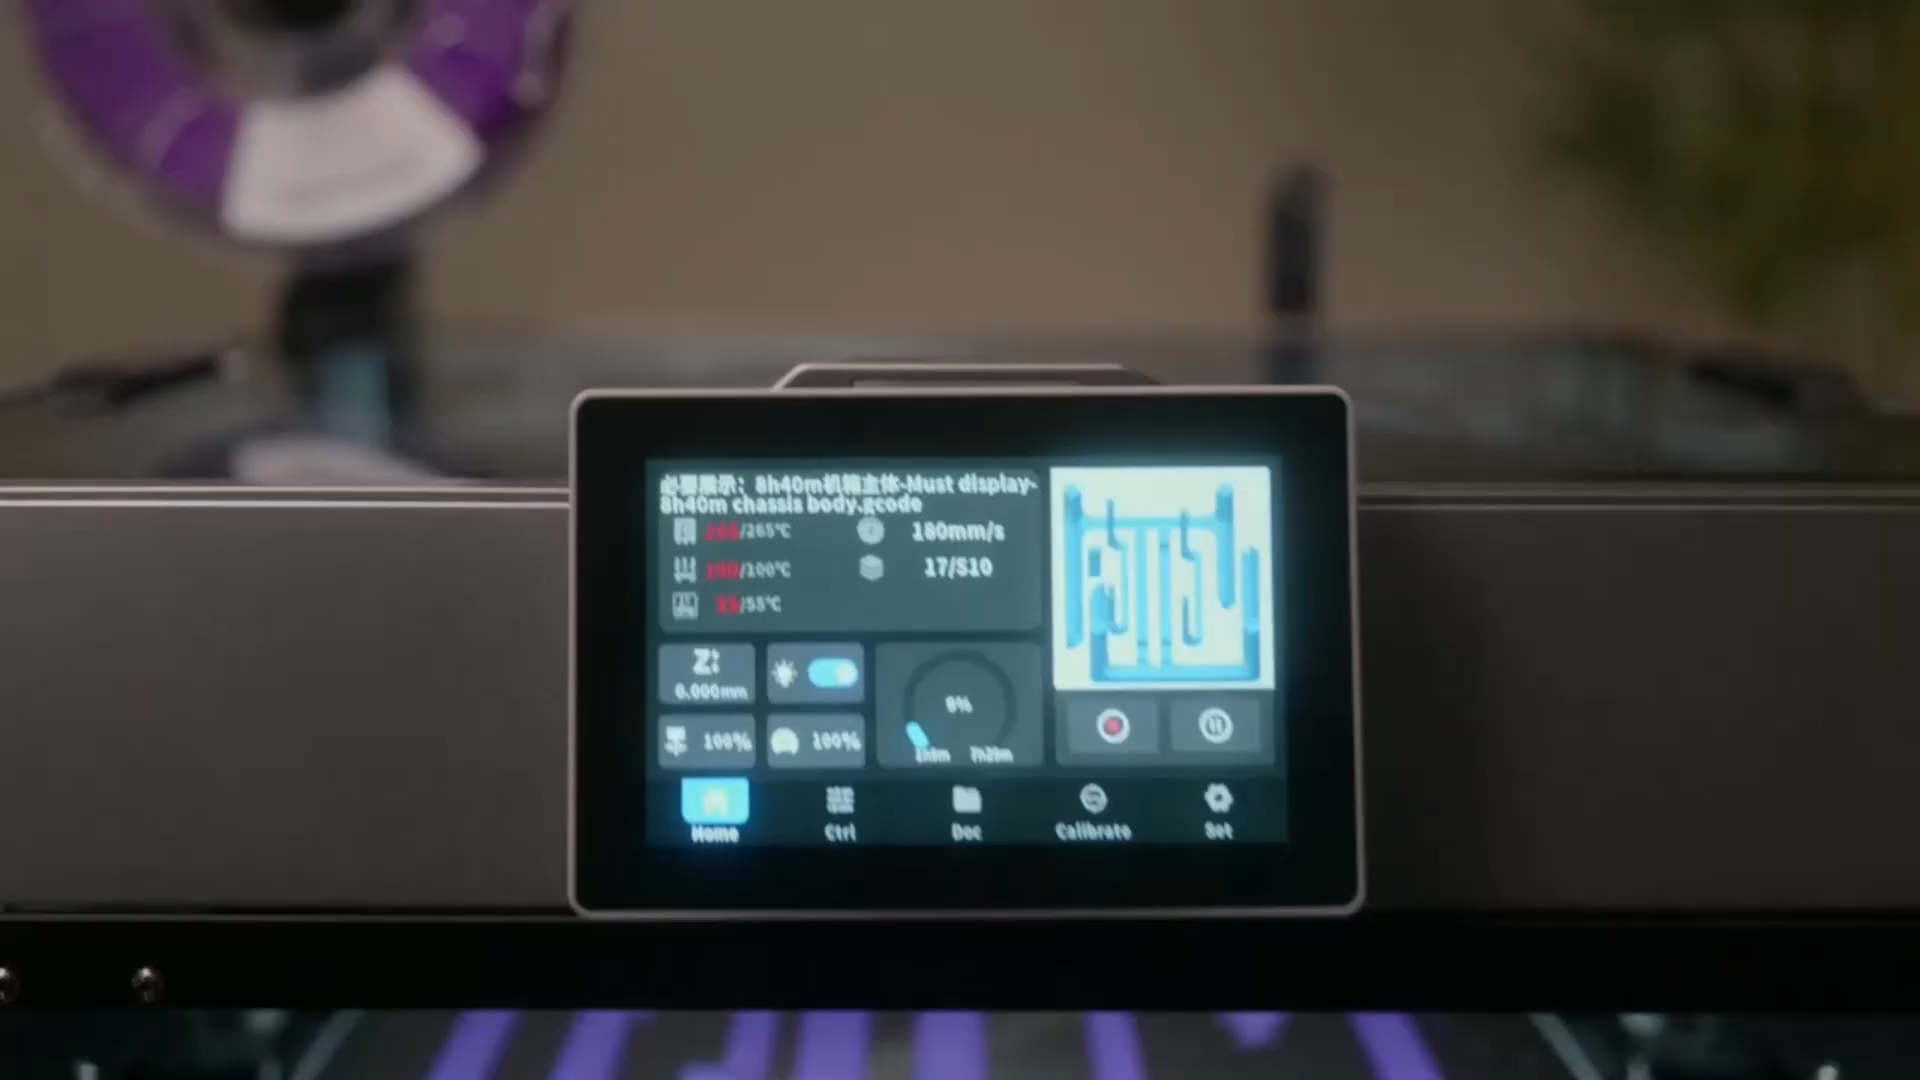 必要展示：8h40m机箱主体-Must display-
8h40m chassis body.gcode
/265℃
180mm/s
/100℃
17/510
/55℃
Z:
0.000mm
100%
100%
Home
Ctrl
Doc
Calibrate
Set